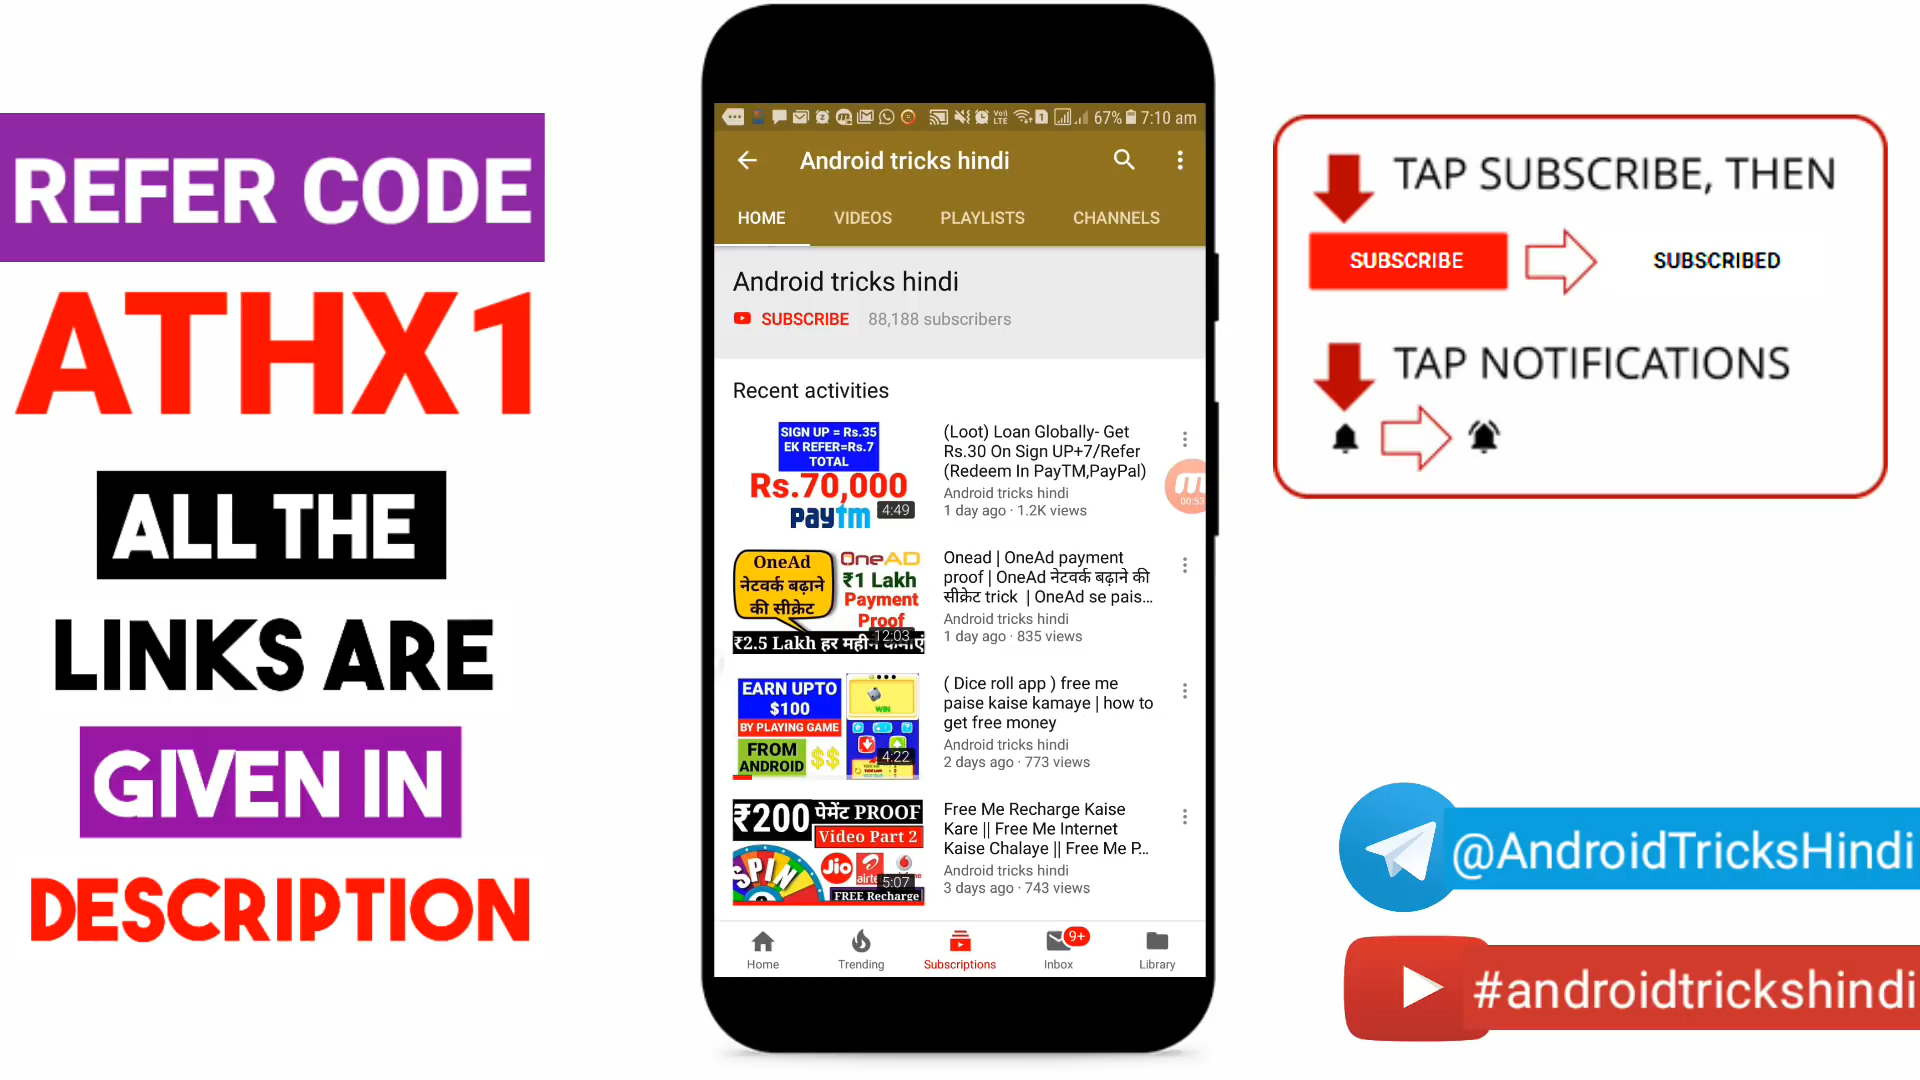 REFER CODE
ATHX1
ALL THE
LINKS ARE
GIVEN IN
DESCRIPTION
67% 7:10 am
Android tricks hindi
HOME VIDEOS PLAYLISTS CHANNELS
Android tricks hindi
SUBSCRIBE 88,188 subscribers
Recent activities
SIGN UP = Rs.35
EK REFER=Rs.7
TOTAL
Rs.70,000
paytm
4:49
(Loot) Loan Globally- Get
Rs.30 On Sign UP+7/Refer
(Redeem In PayTM,PayPal)
Android tricks hindi
1 day ago · 1.2K views
00:53
OneAd
नेटवर्क बढ़ाने
की सीक्रेट
OneAD
₹1 Lakh
Payment
Proof
12:03
₹2.5 Lakh हर महीने कमाएं
Onead | OneAd payment
proof | OneAd नेटवर्क बढ़ाने की
सीक्रेट trick | OneAd se pais...
Android tricks hindi
1 day ago · 835 views
EARN UPTO
$100
BY PLAYING GAME
FROM
ANDROID
$$
WIN
4:22
( Dice roll app ) free me
paise kaise kamaye | how to
get free money
Android tricks hindi
2 days ago · 773 views
₹200 पेमेंट PROOF
Video Part 2
SPIN
Jio
5:07
FREE Recharge
Free Me Recharge Kaise
Kare || Free Me Internet
Kaise Chalaye || Free Me P...
Android tricks hindi
3 days ago · 743 views
9+
Home Trending Subscriptions Inbox Library
TAP SUBSCRIBE, THEN
SUBSCRIBE SUBSCRIBED
TAP NOTIFICATIONS
@AndroidTricksHindi
#androidtrickshindi